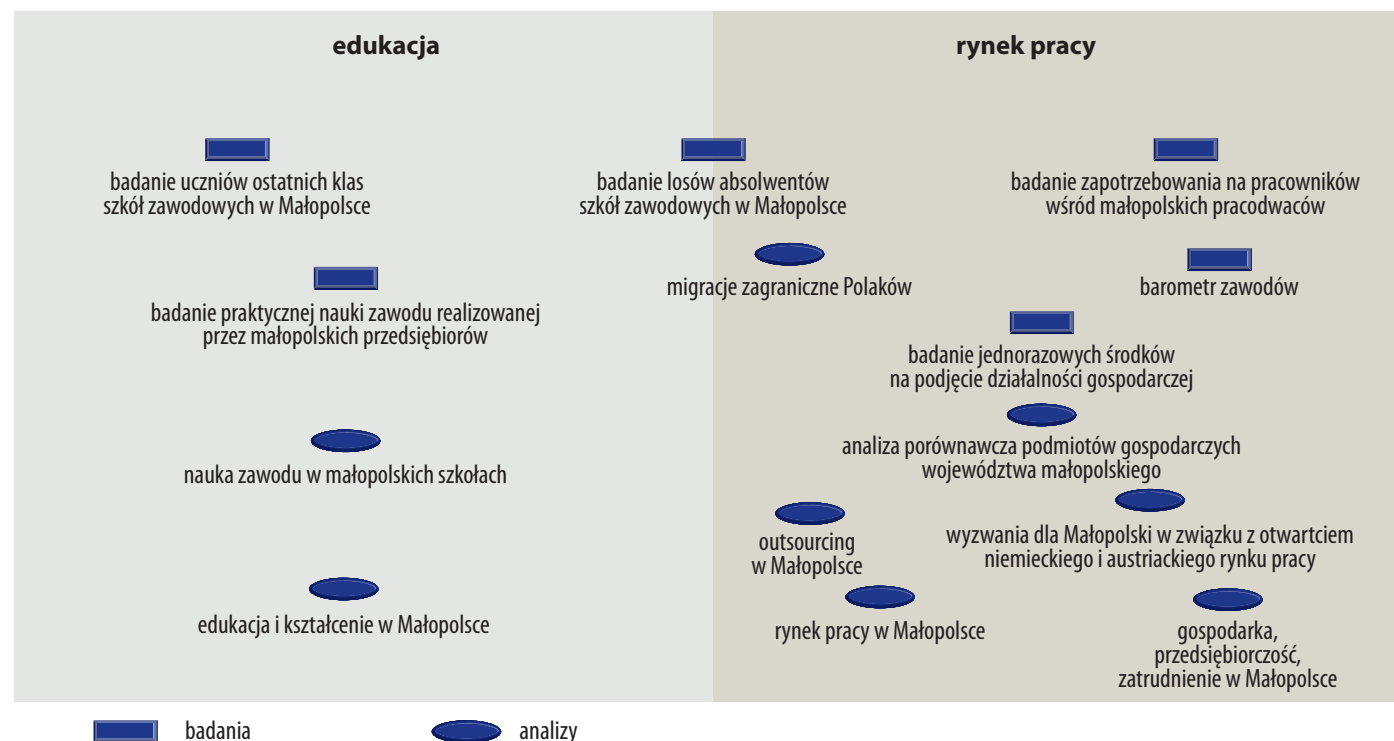 edukacja
rynek pracy
badanie uczniów ostatnich klas
szkół zawodowych w Małopolsce
badanie losów absolwentów
szkół zawodowych w Małopolsce
badanie zapotrzebowania na pracowników
wśród małopolskich pracodwaców
migracje zagraniczne Polaków
barometr zawodów
badanie praktycznej nauki zawodu realizowanej
przez małopolskich przedsiębiorów
badanie jednorazowych środków
na podjęcie działalności gospodarczej
analiza porównawcza podmiotów gospodarczych
województwa małopolskiego
nauka zawodu w małopolskich szkołach
outsourcing
w Małopolsce
wyzwania dla Małopolski w związku z otwartciem
niemieckiego i austriackiego rynku pracy
edukacja i kształcenie w Małopolsce
rynek pracy w Małopolsce
gospodarka,
przedsiębiorczość,
zatrudnienie w Małopolsce
badania
analizy